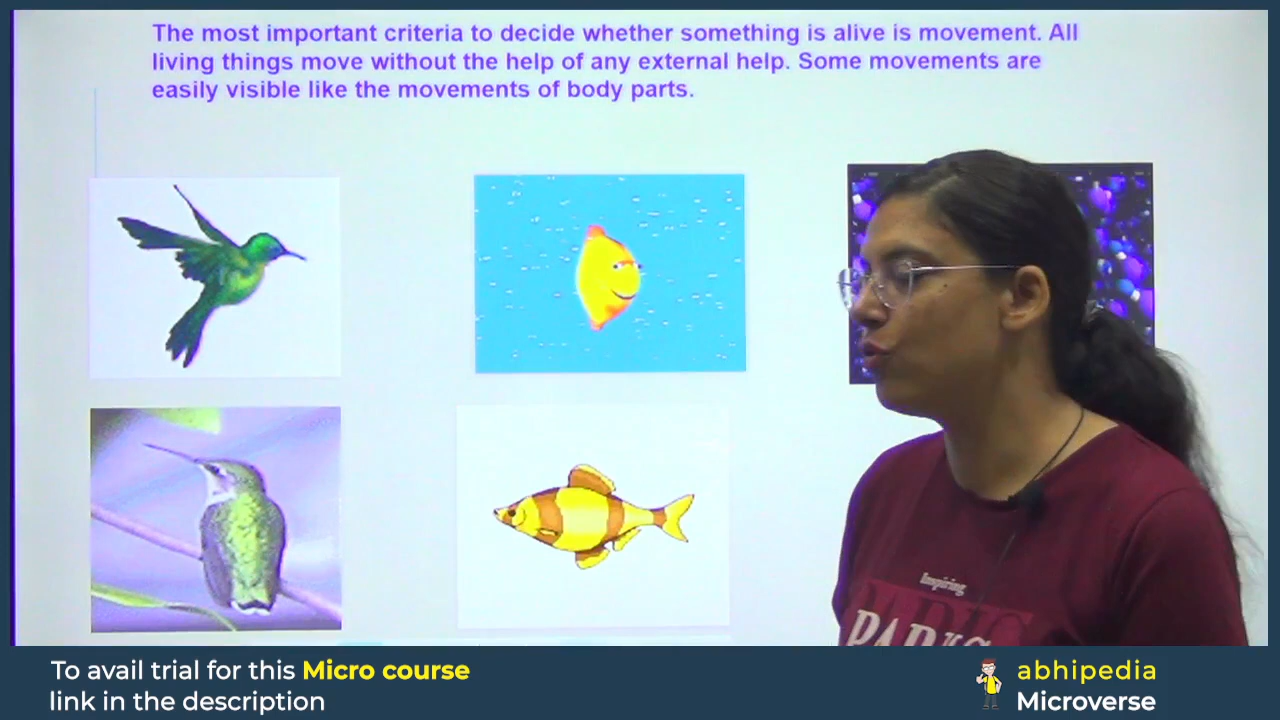 The most important criteria to decide whether something is alive is movement. All
living things move without the help of any external help. Some movements are
easily visible like the movements of body parts.
Inspiring
PARIS
To avail trial for this Micro course
link in the description
abhipedia
Microverse